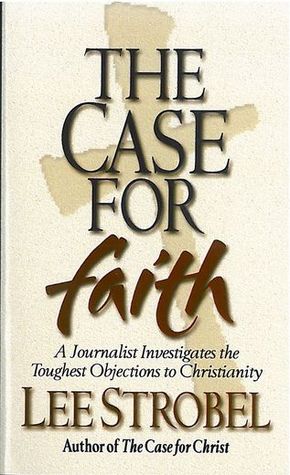 THE
CASE
FOR
faith
A Journalist Investigates the
Toughest Objections to Christianity
LEE STROBEL
Author of The Case for Christ